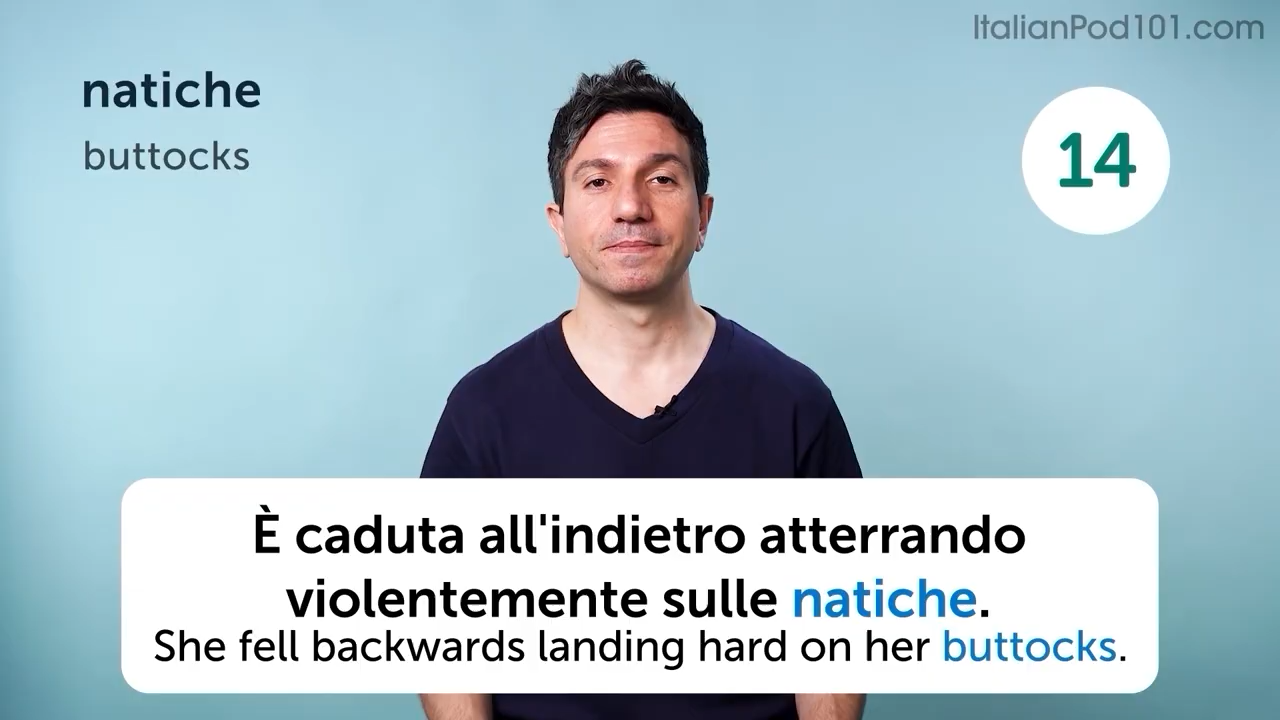 ItalianPod101.com
natiche
buttocks
14
È caduta all'indietro atterrando
violentemente sulle natiche.
She fell backwards landing hard on her buttocks.